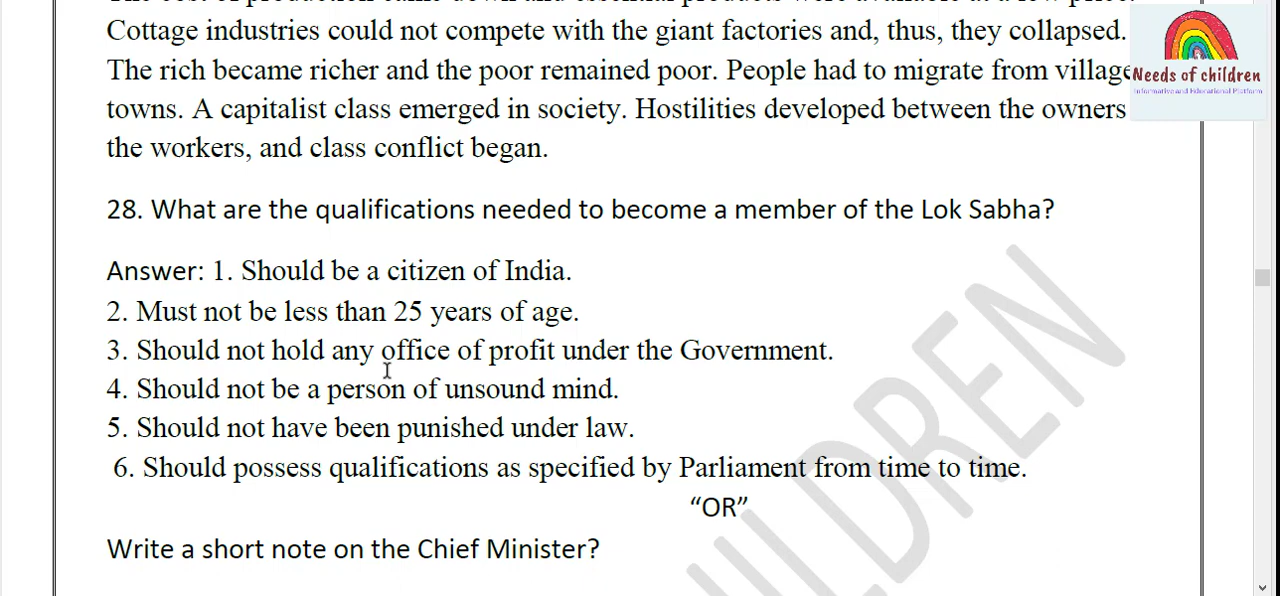 Cottage industries could not compete with the giant factories and, thus, they collapsed.
The rich became richer and the poor remained poor. People had to migrate from village
towns. A capitalist class emerged in society. Hostilities developed between the owners
the workers, and class conflict began.
28. What are the qualifications needed to become a member of the Lok Sabha?
Answer: 1. Should be a citizen of India.
2. Must not be less than 25 years of age.
3. Should not hold any office of profit under the Government.
4. Should not be a person of unsound mind.
5. Should not have been punished under law.
6. Should possess qualifications as specified by Parliament from time to time.
“OR”
Write a short note on the Chief Minister?
Needs of children
Informative and Educational Platform